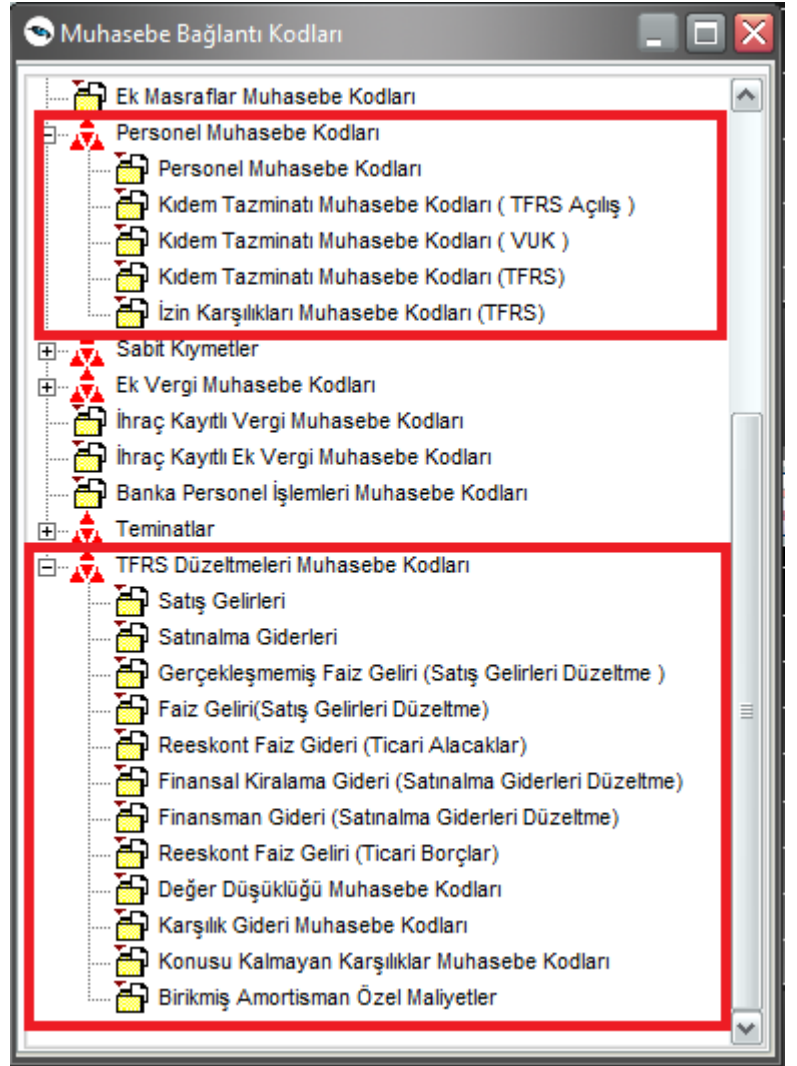 Muhasebe Bağlantı Kodları
Ek Masraflar Muhasebe Kodları
Personel Muhasebe Kodları
Personel Muhasebe Kodları
Kıdem Tazminatı Muhasebe Kodları ( TFRS Açılış )
Kıdem Tazminatı Muhasebe Kodları ( VUK )
Kıdem Tazminatı Muhasebe Kodları (TFRS)
İzin Karşılıkları Muhasebe Kodları (TFRS)
Sabit Kıymetler
Ek Vergi Muhasebe Kodları
İhraç Kayıtlı Vergi Muhasebe Kodları
İhraç Kayıtlı Ek Vergi Muhasebe Kodları
Banka Personel İşlemleri Muhasebe Kodları
Teminatlar
TFRS Düzeltmeleri Muhasebe Kodları
Satış Gelirleri
Satınalma Giderleri
Gerçekleşmemiş Faiz Geliri (Satış Gelirleri Düzeltme )
Faiz Geliri(Satış Gelirleri Düzeltme)
Reeskont Faiz Gideri (Ticari Alacaklar)
Finansal Kiralama Gideri (Satınalma Giderleri Düzeltme)
Finansman Gideri (Satınalma Giderleri Düzeltme)
Reeskont Faiz Geliri (Ticari Borçlar)
Değer Düşüklüğü Muhasebe Kodları
Karşılık Gideri Muhasebe Kodları
Konusu Kalmayan Karşılıklar Muhasebe Kodları
Birikmiş Amortisman Özel Maliyetler